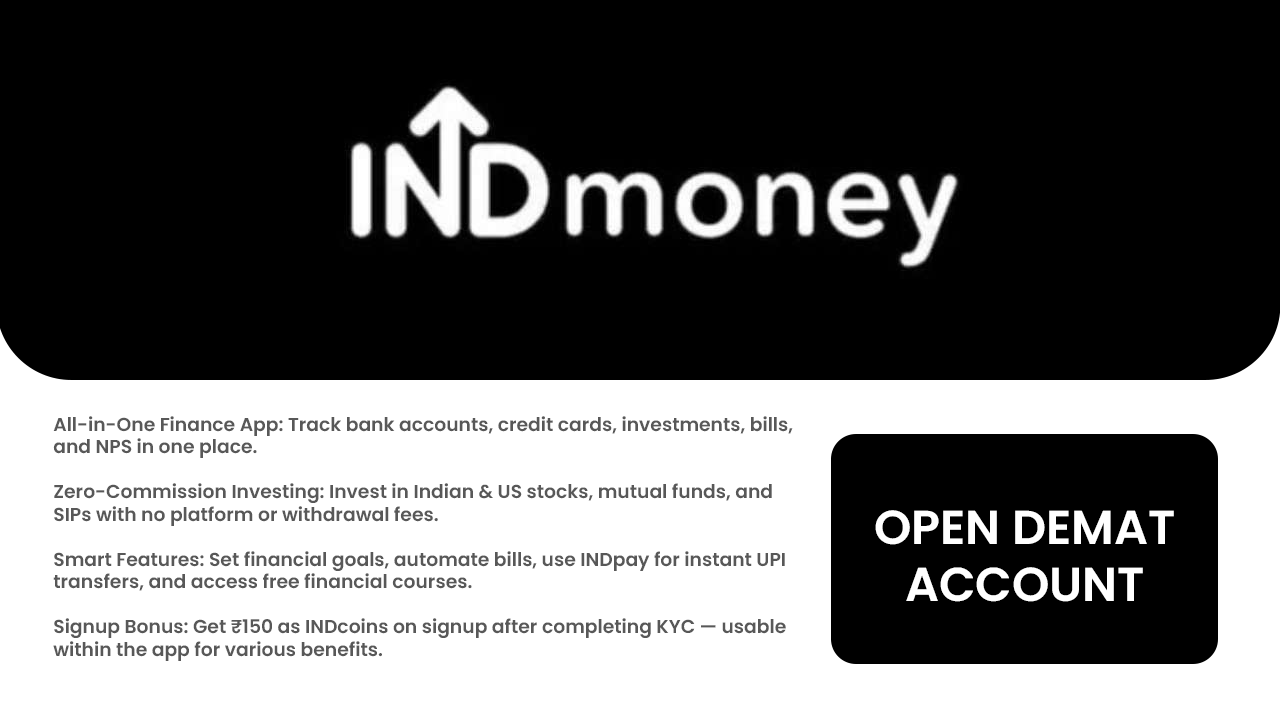 INDmoney
All-in-One Finance App: Track bank accounts, credit cards, investments, bills,
and NPS in one place.
Zero-Commission Investing: Invest in Indian & US stocks, mutual funds, and
SIPs with no platform or withdrawal fees.
Smart Features: Set financial goals, automate bills, use INDpay for instant UPI
transfers, and access free financial courses.
Signup Bonus: Get ₹150 as INDcoins on signup after completing KYC — usable
within the app for various benefits.
OPEN DEMAT
ACCOUNT